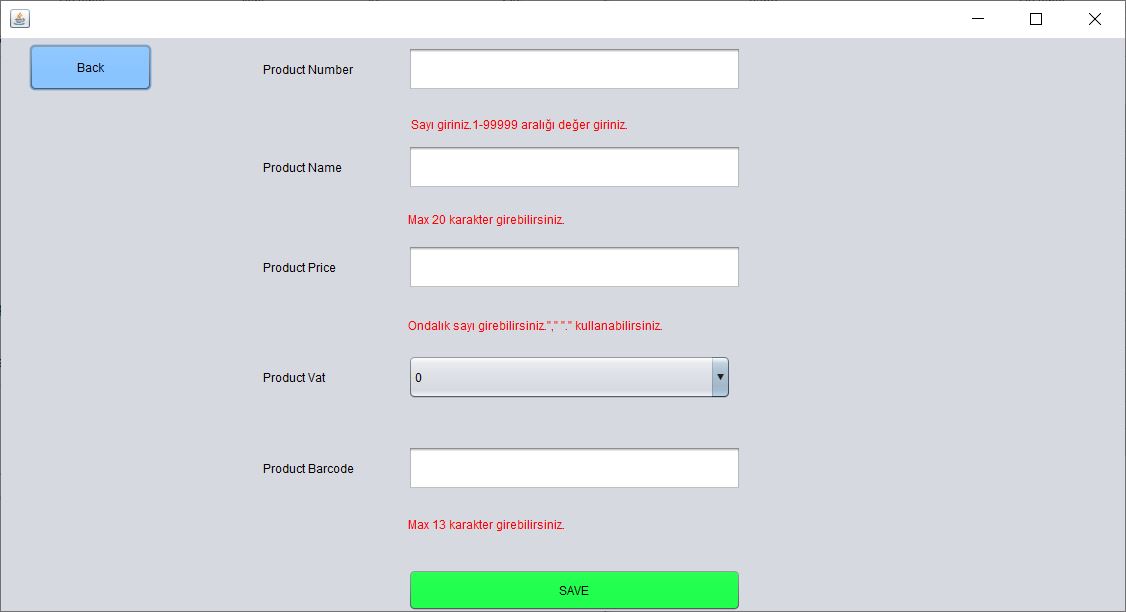 Back
Product Number
Sayı giriniz.1-99999 aralığı değer giriniz.
Product Name
Max 20 karakter girebilirsiniz.
Product Price
Ondalık sayı girebilirsiniz."," "." kullanabilirsiniz.
Product Vat
0
Product Barcode
Max 13 karakter girebilirsiniz.
SAVE